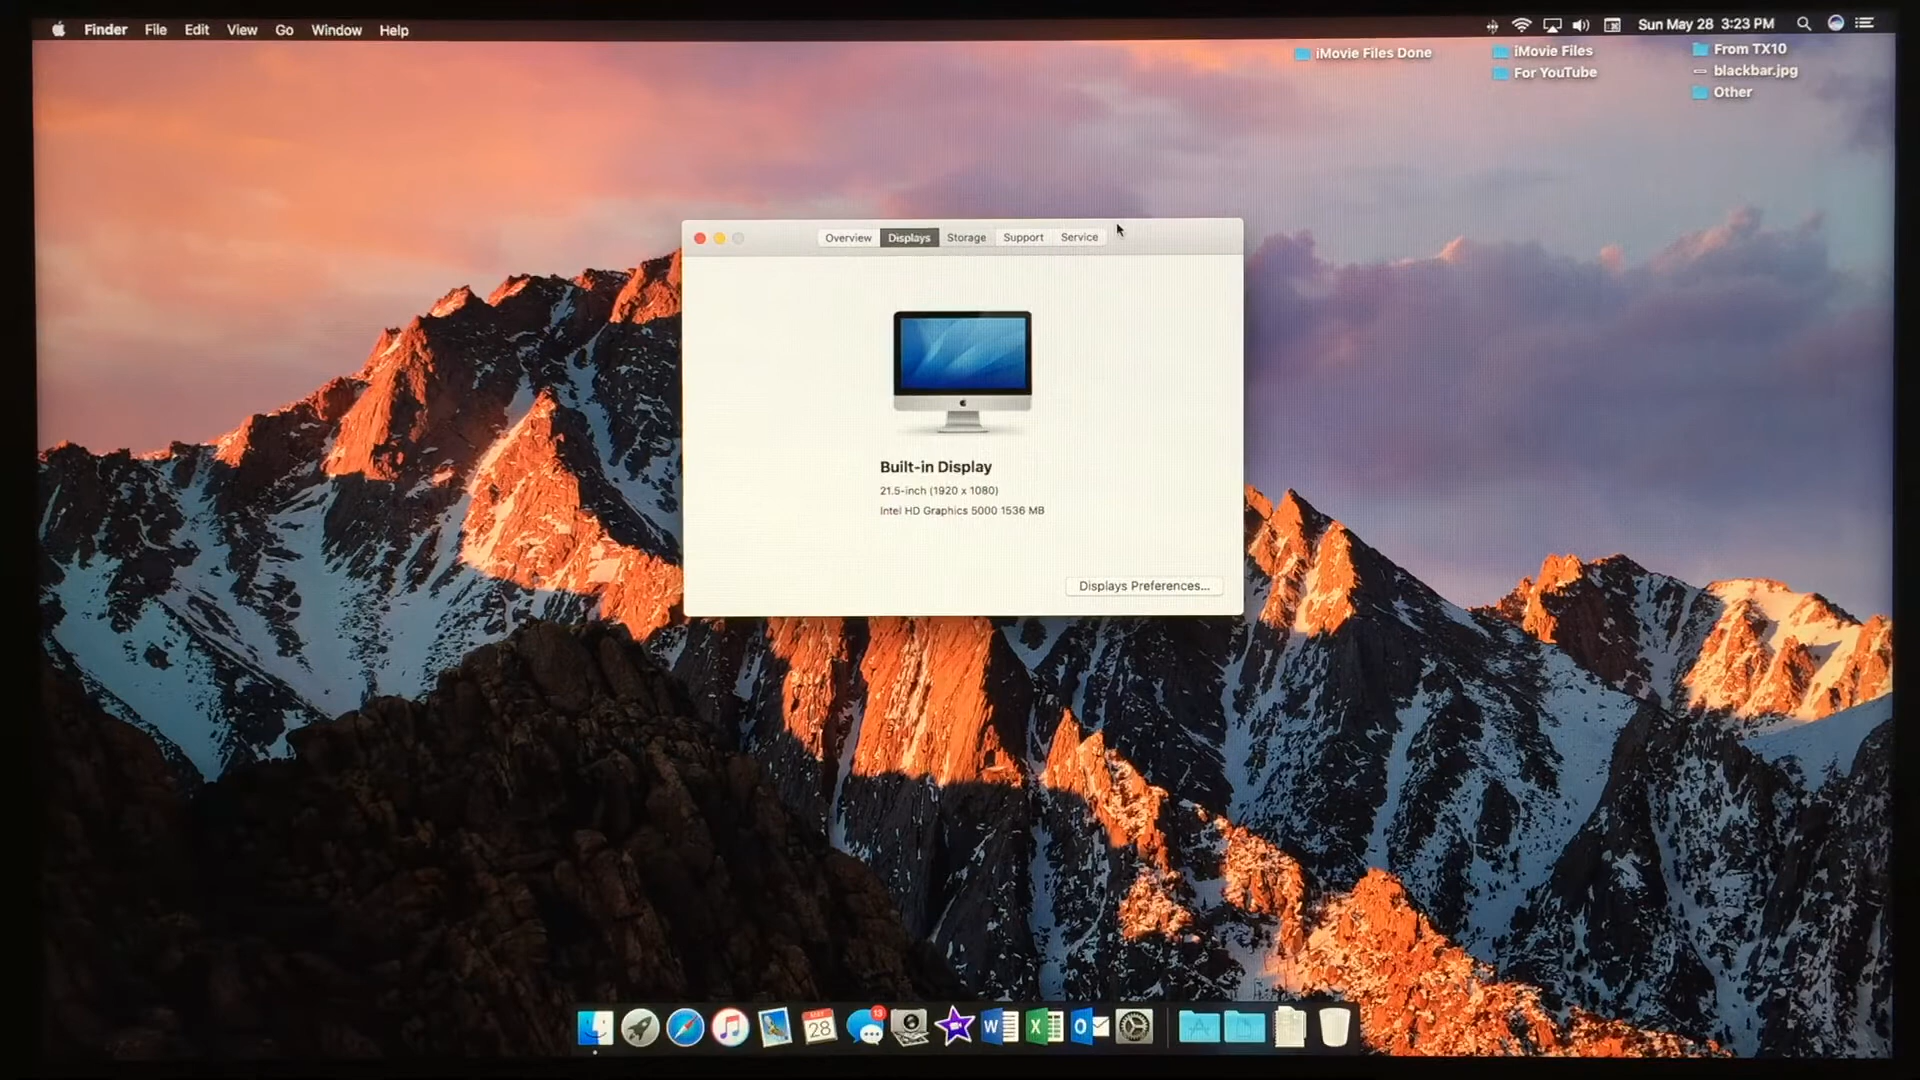 Finder File Edit View Go Window Help
Sun May 28 3:23 PM
iMovie Files Done
iMovie Files
For YouTube
From TX10
blackbar.jpg
Other
Overview Displays Storage Support Service
Built-in Display
21.5-inch (1920 x 1080)
Intel HD Graphics 5000 1536 MB
Displays Preferences...
MAY
28
13
W
X
O